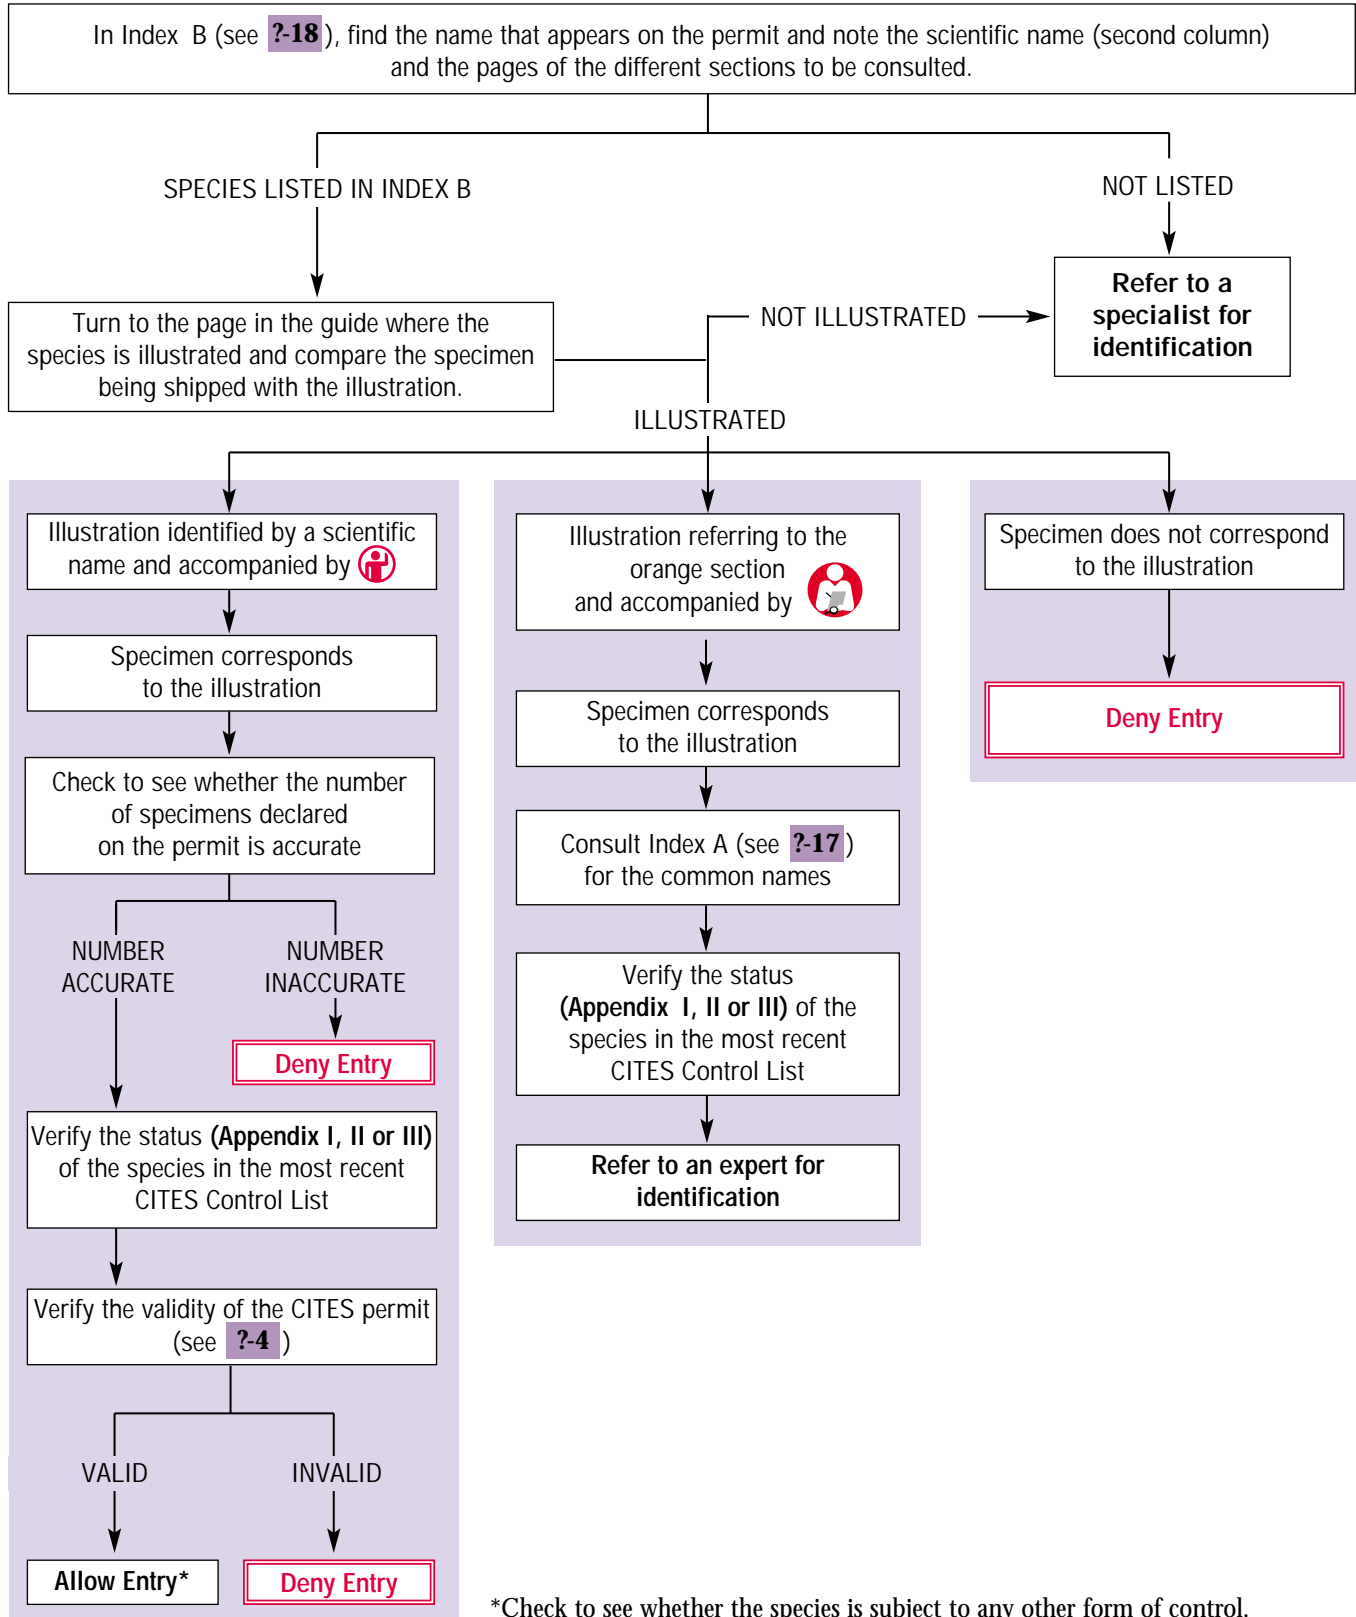 In Index B (see ?-18), find the name that appears on the permit and note the scientific name (second column)
and the pages of the different sections to be consulted.
SPECIES LISTED IN INDEX B
NOT LISTED
Refer to a
specialist for
identification
Turn to the page in the guide where the
species is illustrated and compare the specimen
being shipped with the illustration.
NOT ILLUSTRATED
ILLUSTRATED
Illustration identified by a scientific
name and accompanied by
Specimen corresponds
to the illustration
Check to see whether the number
of specimens declared
on the permit is accurate
NUMBER
ACCURATE
NUMBER
INACCURATE
Deny Entry
Verify the status (Appendix I, II or III)
of the species in the most recent
CITES Control List
Verify the validity of the CITES permit
(see ?-4 )
VALID
INVALID
Allow Entry*
Deny Entry
Illustration referring to the
orange section
and accompanied by
Specimen corresponds
to the illustration
Consult Index A (see ?-17)
for the common names
Verify the status
(Appendix I, II or III) of the
species in the most recent
CITES Control List
Refer to an expert for
identification
Specimen does not correspond
to the illustration
Deny Entry
*Check to see whether the species is subject to any other form of control.